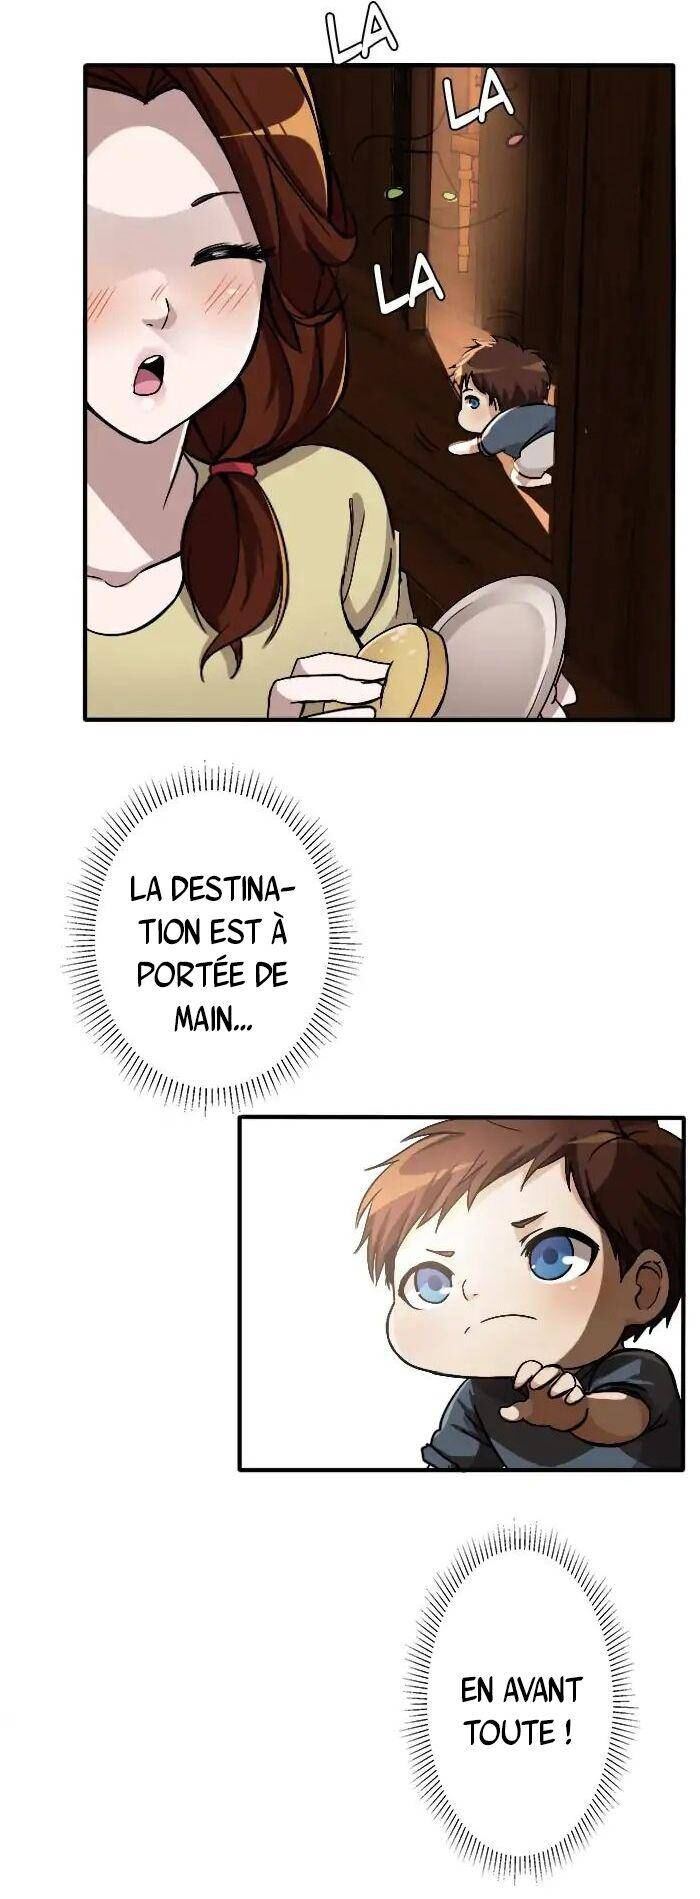 LA
LA
LA
LA DESTINA-
TION EST À
PORTÉE DE
MAIN...
EN AVANT
TOUTE !